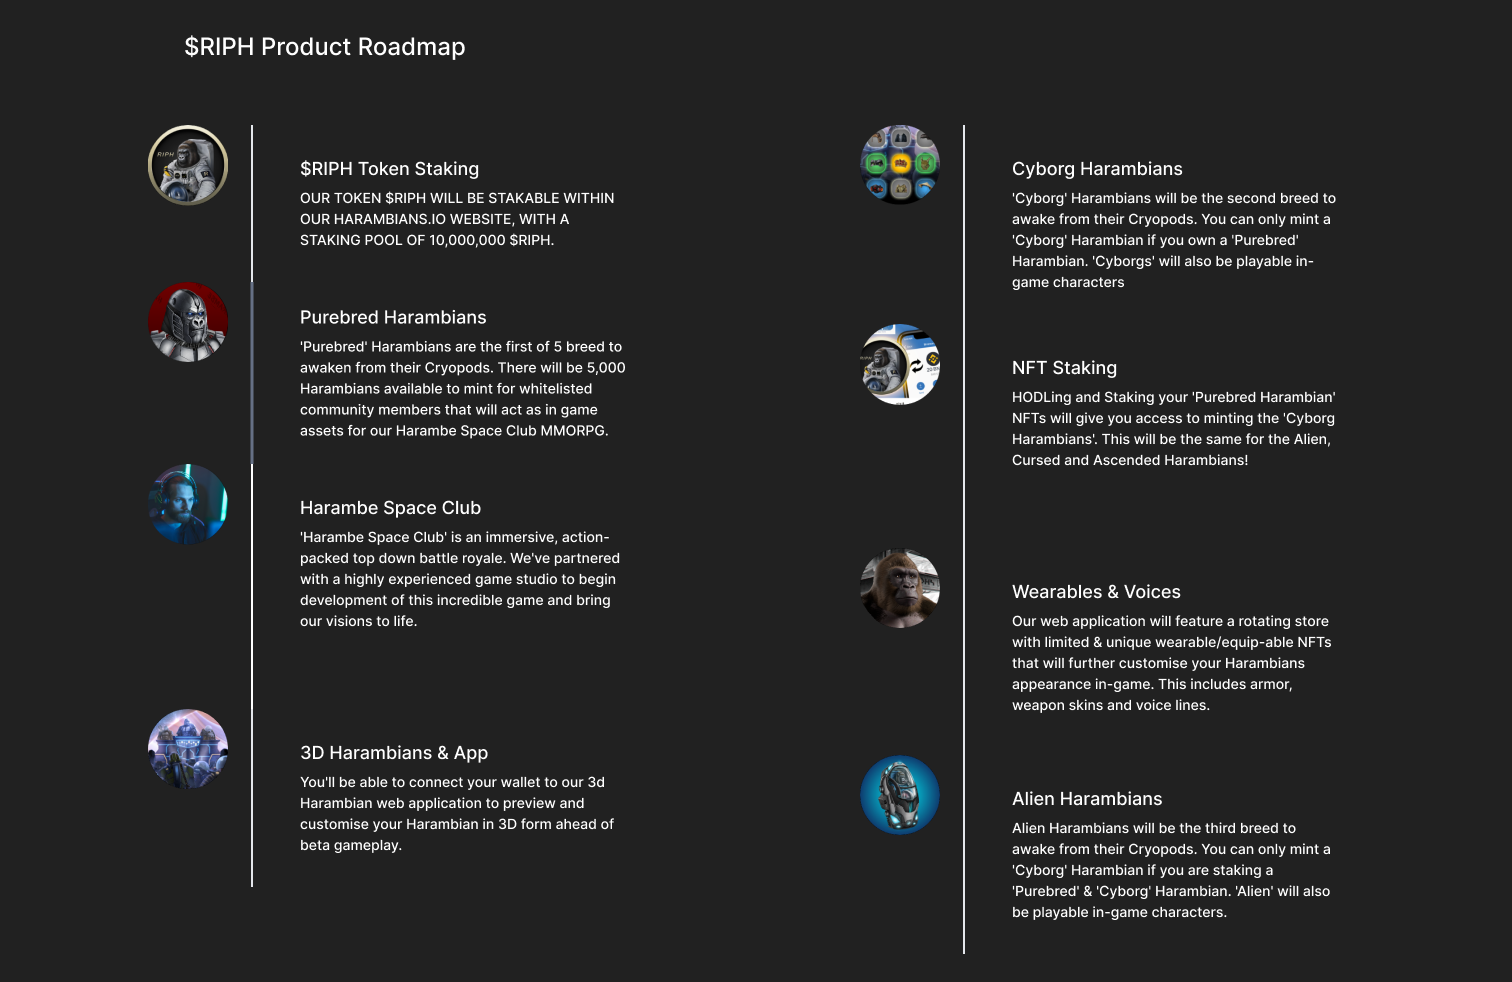 $RIPH Product Roadmap
$RIPH Token Staking
OUR TOKEN $RIPH WILL BE STAKABLE WITHIN
OUR HARAMBIANS.IO WEBSITE, WITH A
STAKING POOL OF 10,000,000 $RIPH.
Purebred Harambians
'Purebred' Harambians are the first of 5 breed to
awaken from their Cryopods. There will be 5,000
Harambians available to mint for whitelisted
community members that will act as in game
assets for our Harambe Space Club MMORPG.
Harambe Space Club
'Harambe Space Club' is an immersive, action-
packed top down battle royale. We've partnered
with a highly experienced game studio to begin
development of this incredible game and bring
our visions to life.
3D Harambians & App
You'll be able to connect your wallet to our 3d
Harambian web application to preview and
customise your Harambian in 3D form ahead of
beta gameplay.
Cyborg Harambians
'Cyborg' Harambians will be the second breed to
awake from their Cryopods. You can only mint a
'Cyborg' Harambian if you own a 'Purebred'
Harambian. 'Cyborgs' will also be playable in-
game characters
NFT Staking
HODLing and Staking your 'Purebred Harambian'
NFTs will give you access to minting the 'Cyborg
Harambians'. This will be the same for the Alien,
Cursed and Ascended Harambians!
Wearables & Voices
Our web application will feature a rotating store
with limited & unique wearable/equip-able NFTs
that will further customise your Harambians
appearance in-game. This includes armor,
weapon skins and voice lines.
Alien Harambians
Alien Harambians will be the third breed to
awake from their Cryopods. You can only mint a
'Cyborg' Harambian if you are staking a
'Purebred' & 'Cyborg' Harambian. 'Alien' will also
be playable in-game characters.
RIPH